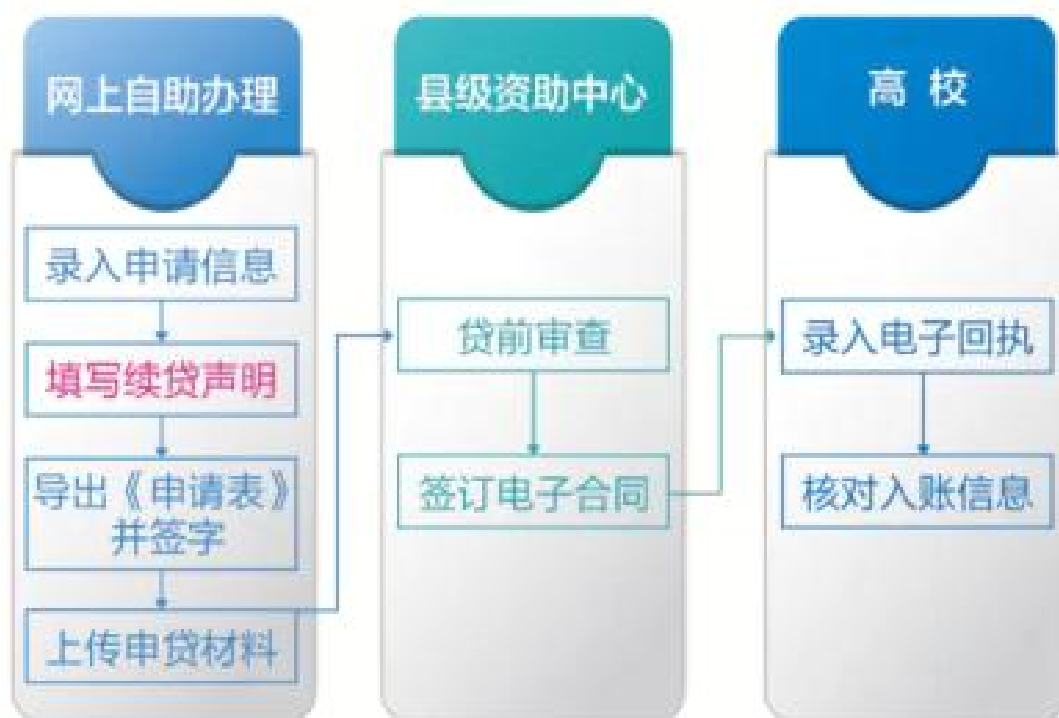 网上自助办理
录入申请信息
填写续贷声明
导出《申请表》
并签字
上传申贷材料
县级资助中心
贷前审查
签订电子合同
高校
录入电子回执
核对入账信息